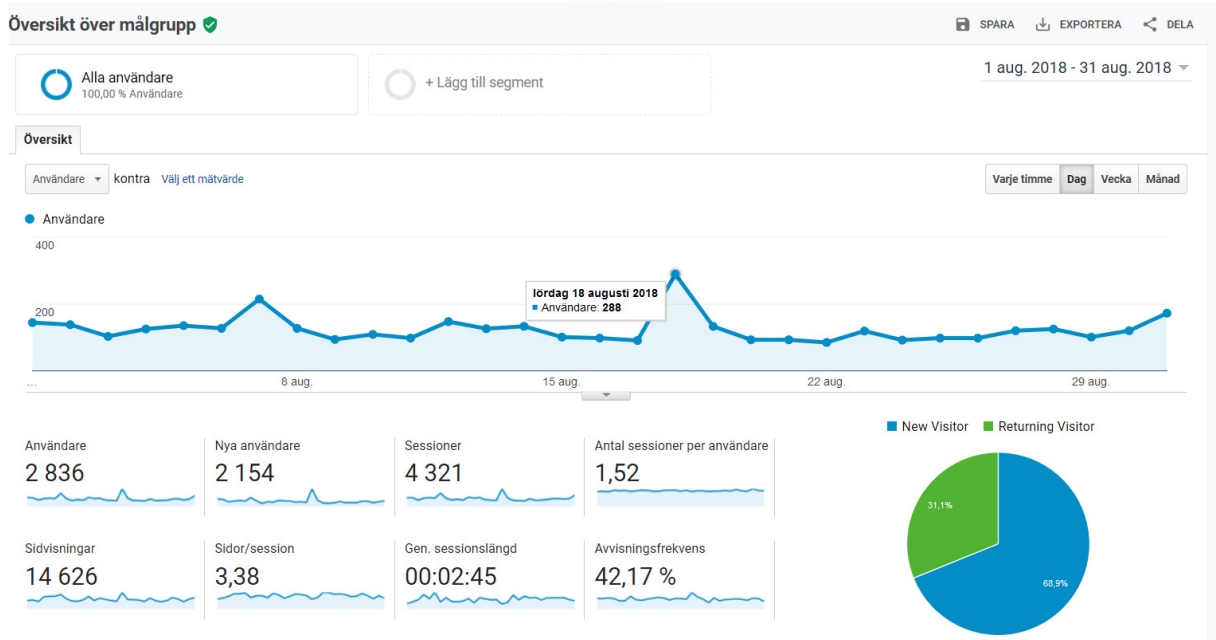 Översikt över målgrupp
SPARA EXPORTERA DELA
Alla användare
100,00 % Användare
+ Lägg till segment
1 aug. 2018 - 31 aug. 2018
Översikt
Användare kontra Välj ett mätvärde
Varje timme Dag Vecka Månad
Användare
400
200
lördag 18 augusti 2018
Användare: 288
... 8 aug. 15 aug. 22 aug. 29 aug.
New Visitor Returning Visitor
Användare Nya användare Sessioner Antal sessioner per användare
2 836 2 154 4 321 1,52
Sidvisningar Sidor/session Gen. sessionslängd Avvisningsfrekvens
14 626 3,38 00:02:45 42,17 %
31,1%
68,9%